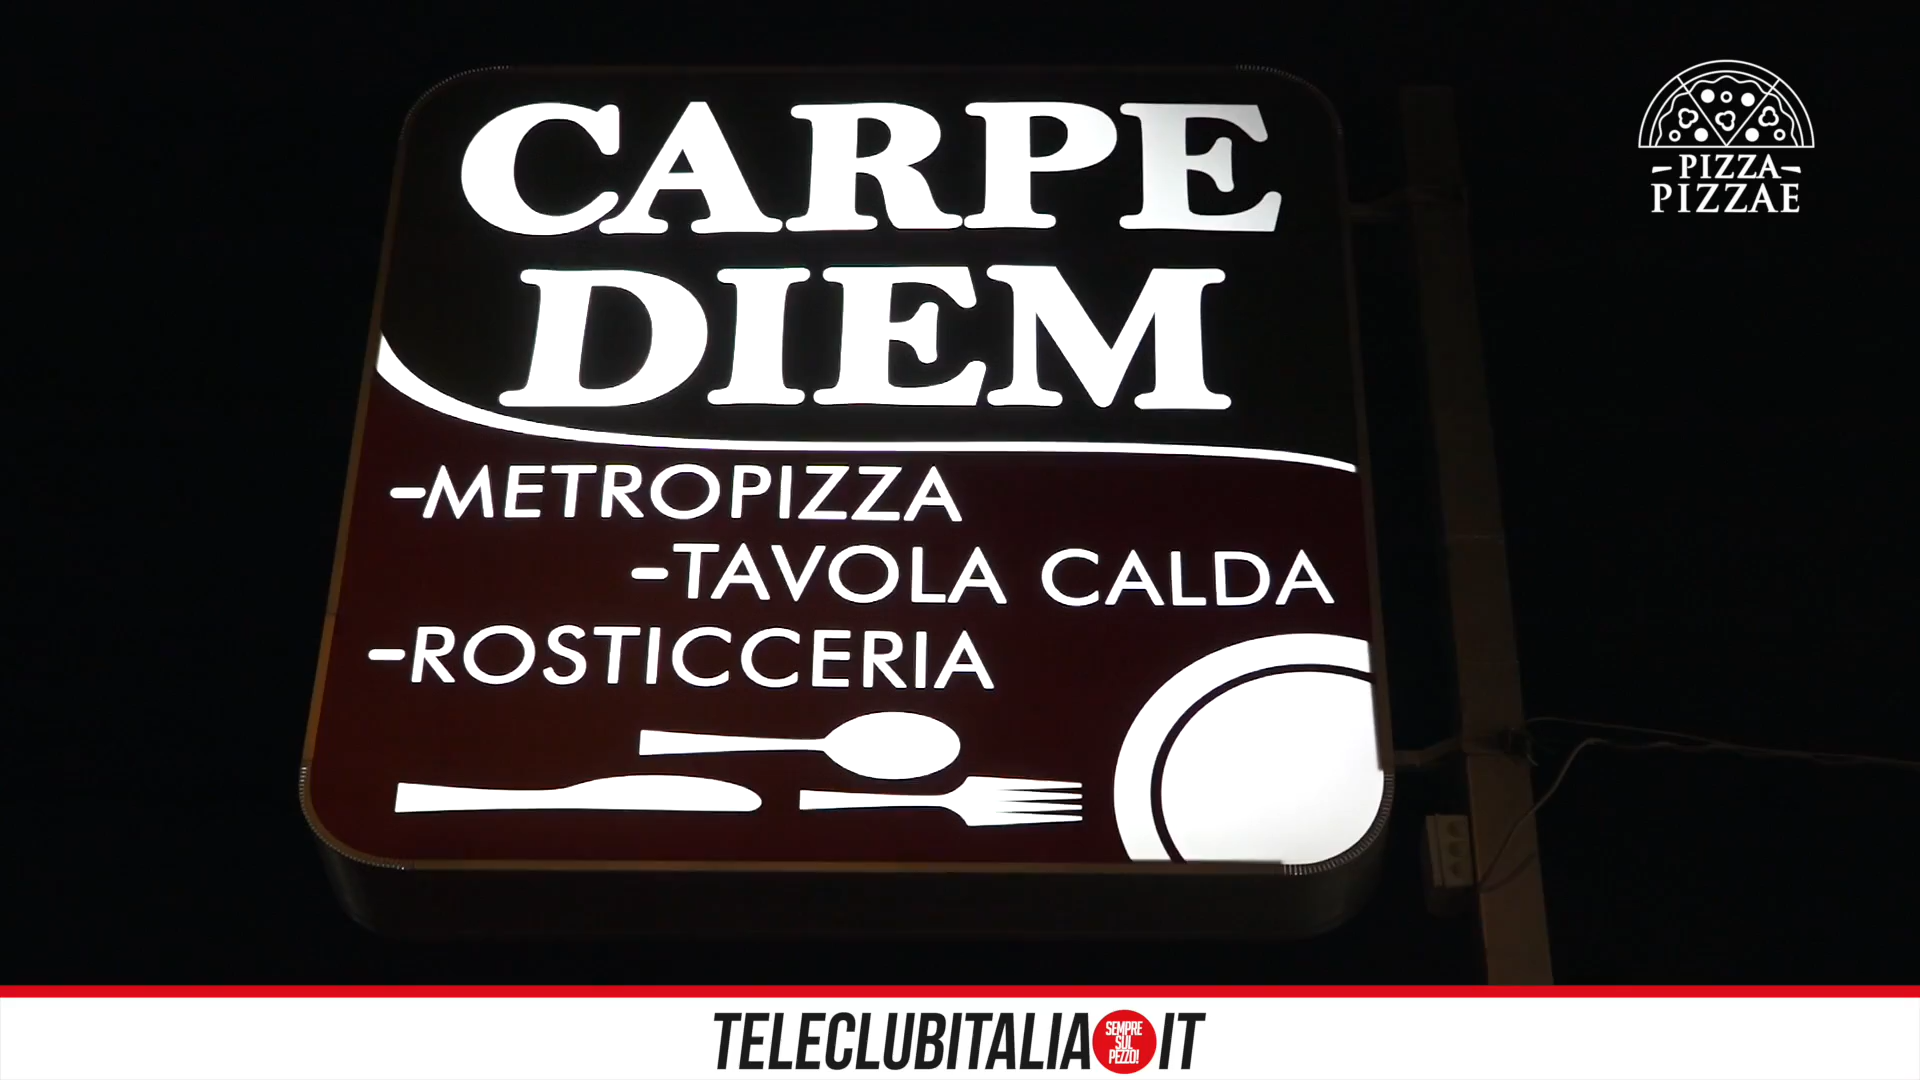 CARPE
DIEM
-METROPIZZA
-TAVOLA CALDA
-ROSTICCERIA
-PIZZA-
PIZZAE
TELECLUBITALIA
SEMPRE
SUL
PEZZO!
IT